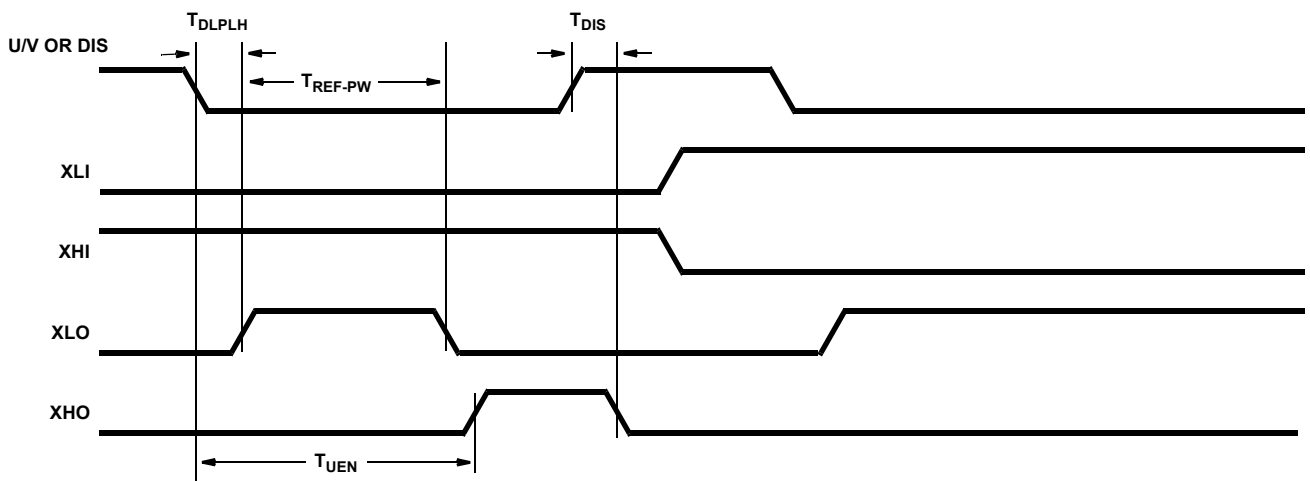 T_DLPLH
T_DIS
U/V OR DIS
T_REF-PW
XLI
XHI
XLO
XHO
T_UEN